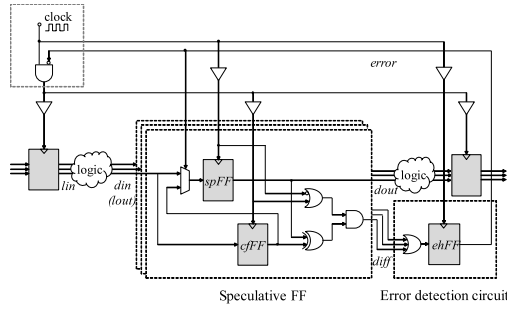 clock
error
logic
lin
din
(lout)
spFF
cfFF
dout
logic
diff
ehFF
Speculative FF
Error detection circuit